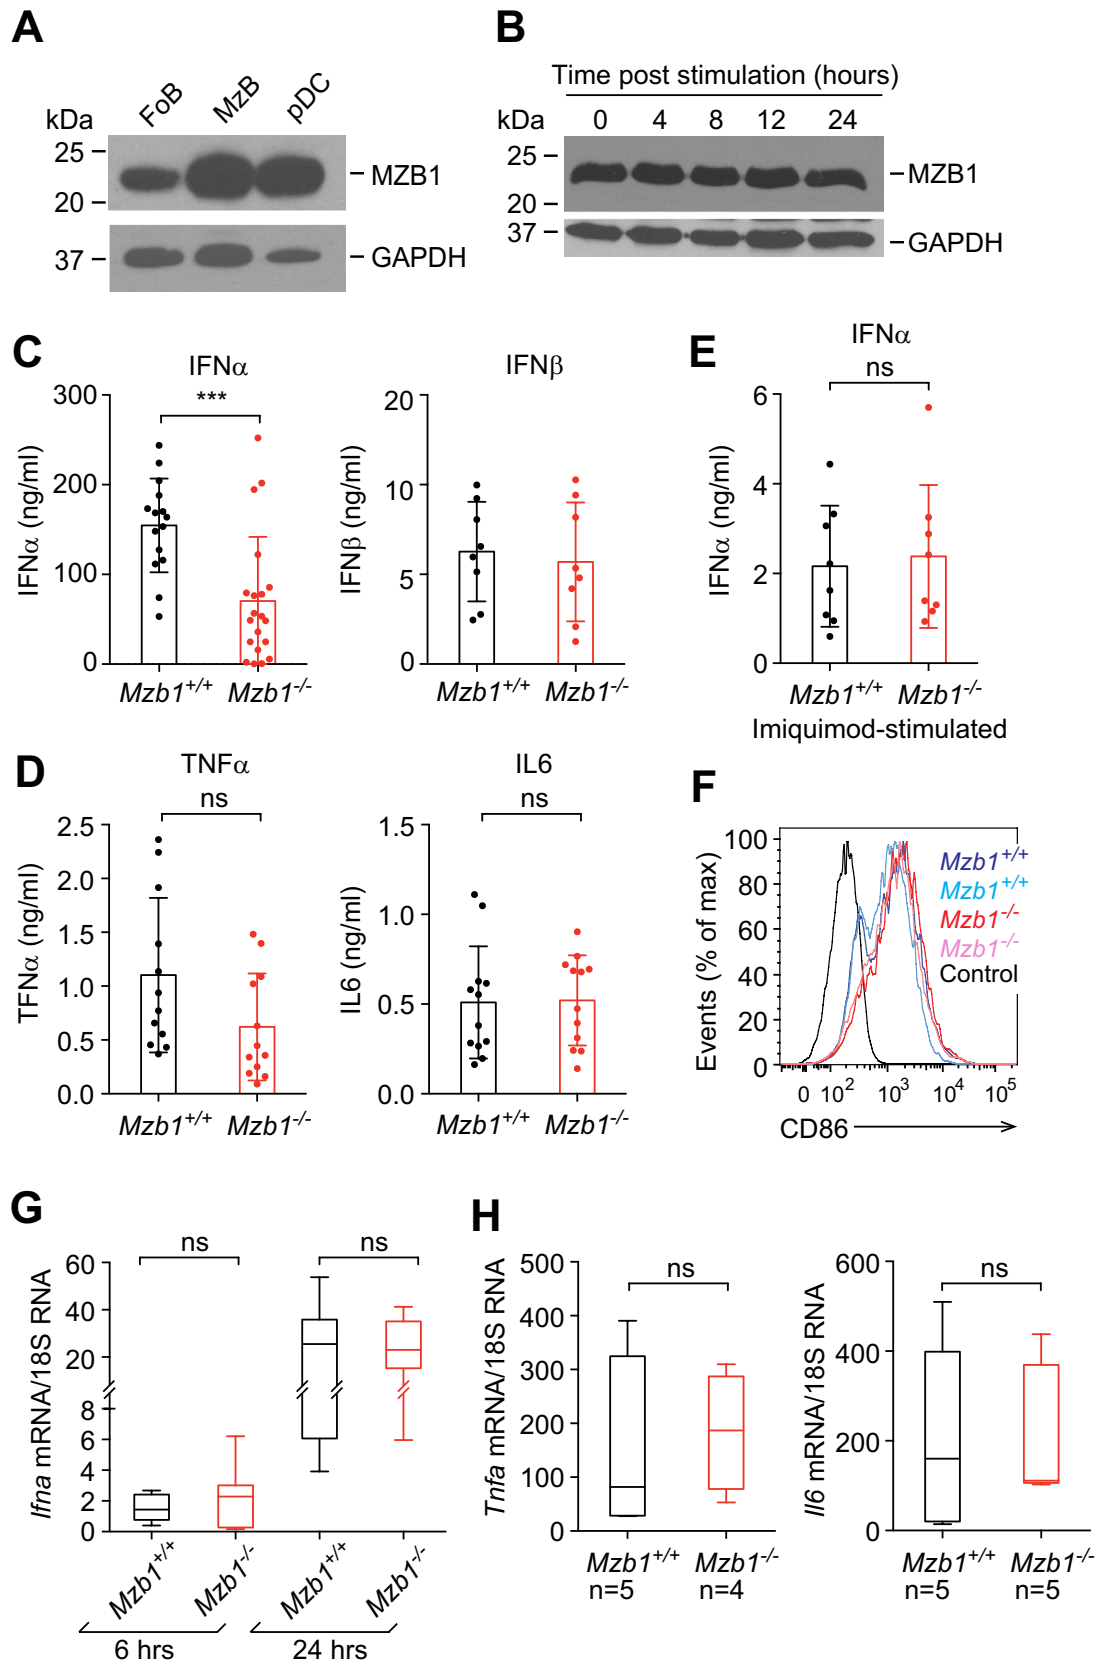 A
FoB MzB pDC
kDa
25
MZB1
20
37
GAPDH
B
Time post stimulation (hours)
kDa 0 4 8 12 24
25
MZB1
20
37
GAPDH
C
IFNα
***
IFNα (ng/ml)
300
200
100
0
Mzb1+/+ Mzb1-/-
IFNβ
IFNβ (ng/ml)
20
10
5
0
Mzb1+/+ Mzb1-/-
E
IFNα
ns
IFNα (ng/ml)
6
4
2
0
Mzb1+/+ Mzb1-/-
Imiquimod-stimulated
D
TNFα
ns
TFNα (ng/ml)
2.5
2.0
1.5
1.0
0.5
0.0
Mzb1+/+ Mzb1-/-
IL6
ns
IL6 (ng/ml)
1.5
1.0
0.5
0.0
Mzb1+/+ Mzb1-/-
F
Events (% of max)
100
80
60
40
20
0
Mzb1+/+
Mzb1+/+
Mzb1-/-
Mzb1-/-
Control
0 10² 10³ 10⁴ 10⁵
CD86
G
ns ns
Ifna mRNA/18S RNA
60
40
20
8
6
4
2
0
Mzb1+/+ Mzb1-/- Mzb1+/+ Mzb1-/-
6 hrs 24 hrs
H
ns
Tnfa mRNA/18S RNA
500
400
300
200
100
0
Mzb1+/+ Mzb1-/-
n=5 n=4
ns
Il6 mRNA/18S RNA
600
400
200
0
Mzb1+/+ Mzb1-/-
n=5 n=5